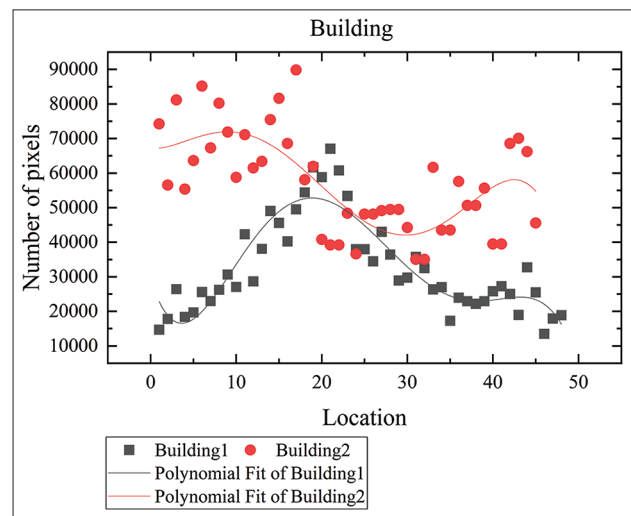 Building
90000
80000
70000
60000
50000
40000
30000
20000
10000
Number of pixels
0 10 20 30 40 50
Location
Building1 Building2
Polynomial Fit of Building1
Polynomial Fit of Building2